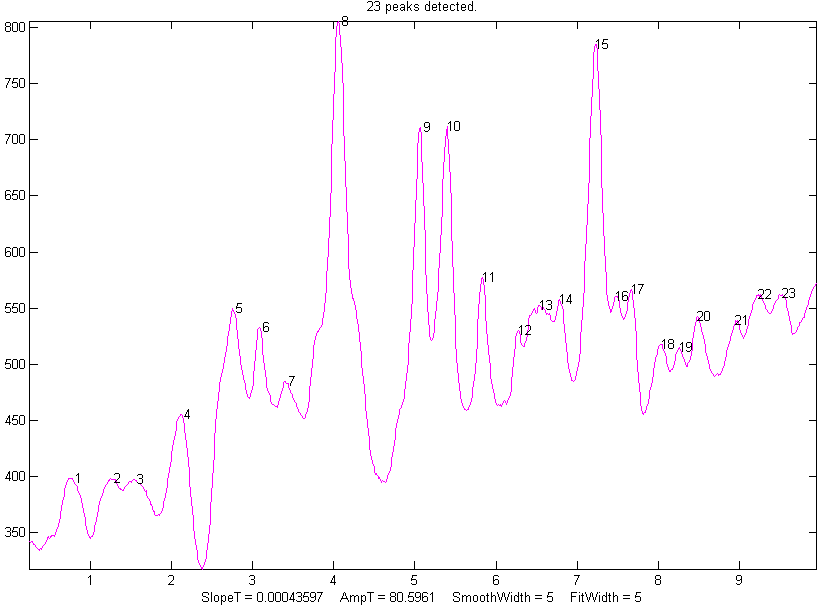 23 peaks detected.
800
750
700
650
600
550
500
450
400
350
1 2 3 4 5 6 7 8 9 10 11 12 13 14 15 16 17 18 19 20 21 22 23
1 2 3 4 5 6 7 8 9
SlopeT = 0.00043597 AmpT = 80.5961 SmoothWidth = 5 FitWidth = 5